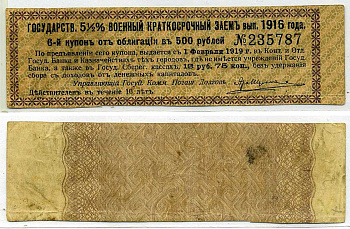 ГОСУДАРСТВ. 5½% ВОЕННЫЙ КРАТКОСРОЧНЫЙ ЗАЕМЪ вып. 1916 года.
6-й купон отъ облигаціи въ 500 рублей № 235787
По предъявленіи сего купона, выдается съ 1 Февраля 1919 г. въ Конт. и Отд.
Госуд. Банка и Казначействахъ тѣхъ городовъ, гдѣ не имѣется учрежденій Госуд.
Банка, а также въ Госуд. Сберег. кассахъ, 13 руб. 75 коп., безъ удержанія
сбора съ доходовъ отъ денежныхъ капиталовъ.
Управляющій Госуд. Комм. Погаш. Долговъ
Дѣйствителенъ въ теченіе 10 лѣтъ.